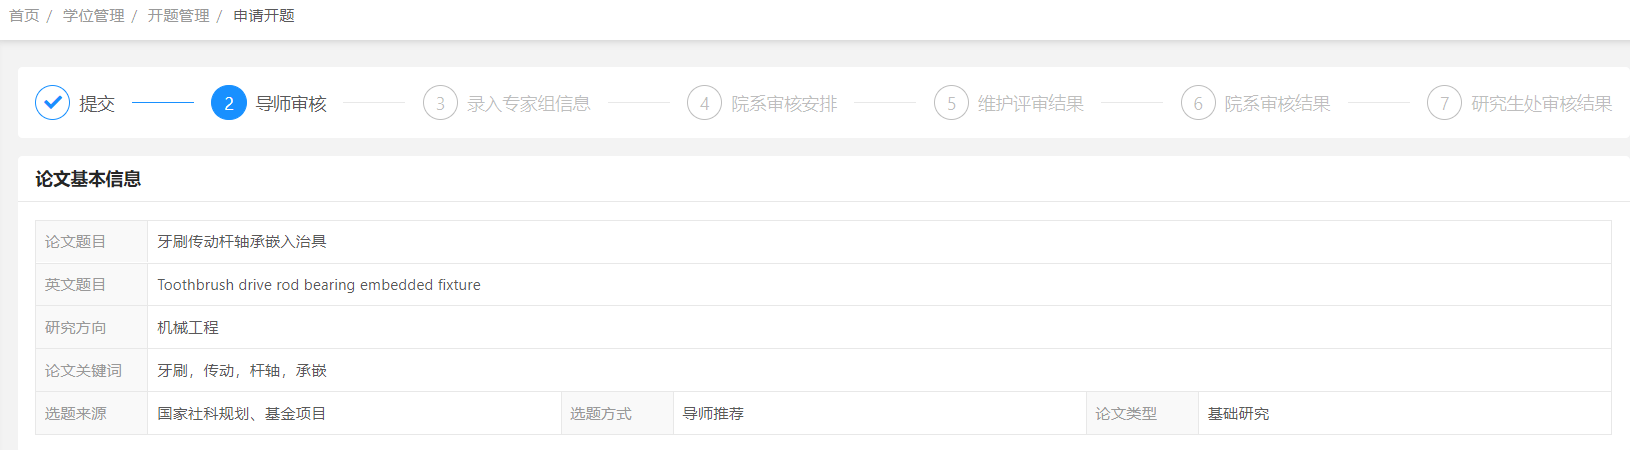 首页 / 学位管理 / 开题管理 / 申请开题
提交 2 导师审核 3 录入专家组信息 4 院系审核安排 5 维护评审结果 6 院系审核结果 7 研究生处审核结果
论文基本信息
论文题目 牙刷传动杆轴承嵌入治具
英文题目 Toothbrush drive rod bearing embedded fixture
研究方向 机械工程
论文关键词 牙刷，传动，杆轴，承嵌
选题来源 国家社科规划、基金项目 选题方式 导师推荐 论文类型 基础研究